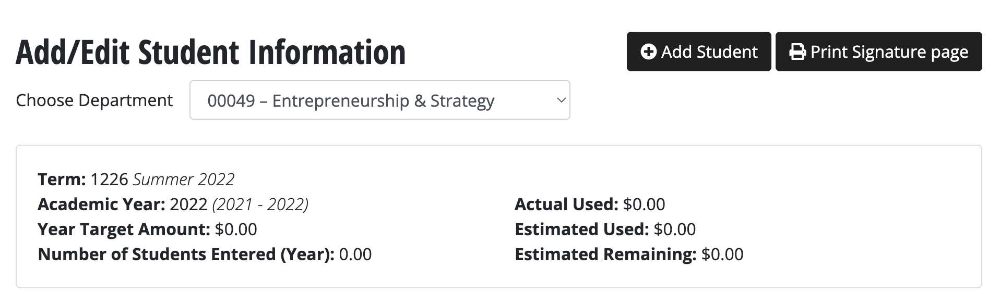 Add/Edit Student Information
Add Student
Print Signature page
Choose Department
00049 – Entrepreneurship & Strategy
Term: 1226 Summer 2022
Academic Year: 2022 (2021 - 2022)
Year Target Amount: $0.00
Number of Students Entered (Year): 0.00
Actual Used: $0.00
Estimated Used: $0.00
Estimated Remaining: $0.00